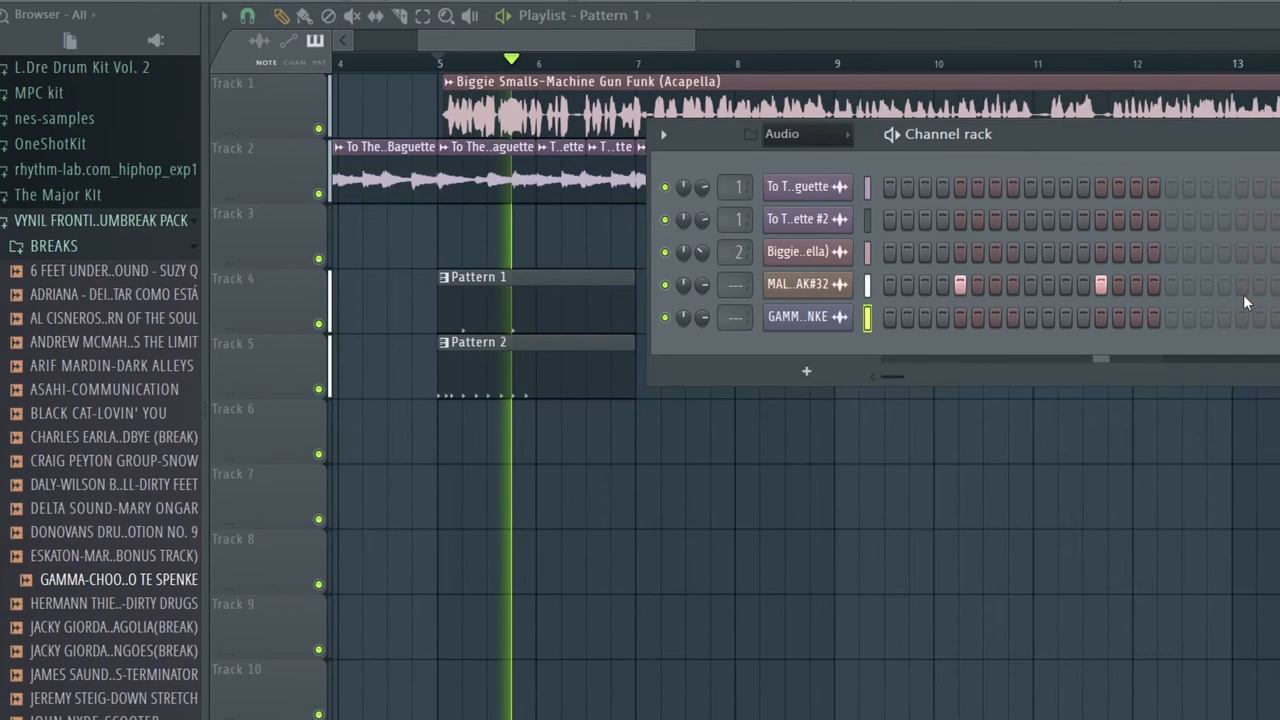 Browser - All
Playlist - Pattern 1
L.Dre Drum Kit Vol. 2
MPC kit
nes-samples
OneShotKit
rhythm-lab.com_hiphop_exp1
The Major KIt
VYNIL FRONTI..UMBREAK PACK
BREAKS
6 FEET UNDER..OUND - SUZY Q
ADRIANA - DEI..TAR COMO ESTÁ
AL CISNEROS..RN OF THE SOUL
ANDREW MCMAH..S THE LIMIT
ARIF MARDIN-DARK ALLEYS
ASAHI-COMMUNICATION
BLACK CAT-LOVIN' YOU
CHARLES EARLA..DBYE (BREAK)
CRAIG PEYTON GROUP-SNOW
DALY-WILSON B..LL-DIRTY FEET
DELTA SOUND-MARY ONGAR
DONOVANS DRU..OTION NO. 9
ESKATON-MAR..BONUS TRACK)
GAMMA-CHOO..O TE SPENKE
HERMANN THIE..-DIRTY DRUGS
JACKY GIORDA..AGOLIA(BREAK)
JACKY GIORDA..NGOES(BREAK)
JAMES SAUND..S-TERMINATOR
JEREMY STEIG-DOWN STRETCH
NOTE CHAN PAT
4 5 6 7 8 9 10 11 12 13
Track 1
Biggie Smalls-Machine Gun Funk (Acapella)
Track 2
To The..Baguette
To The..aguette
T..ette
T..tte
Track 3
Track 4
Pattern 1
Track 5
Pattern 2
Track 6
Track 7
Track 8
Track 9
Track 10
Audio
Channel rack
1 To T..guette
1 To T..ette #2
2 Biggie..ella)
--- MAL..AK#32
--- GAMM..NKE
+